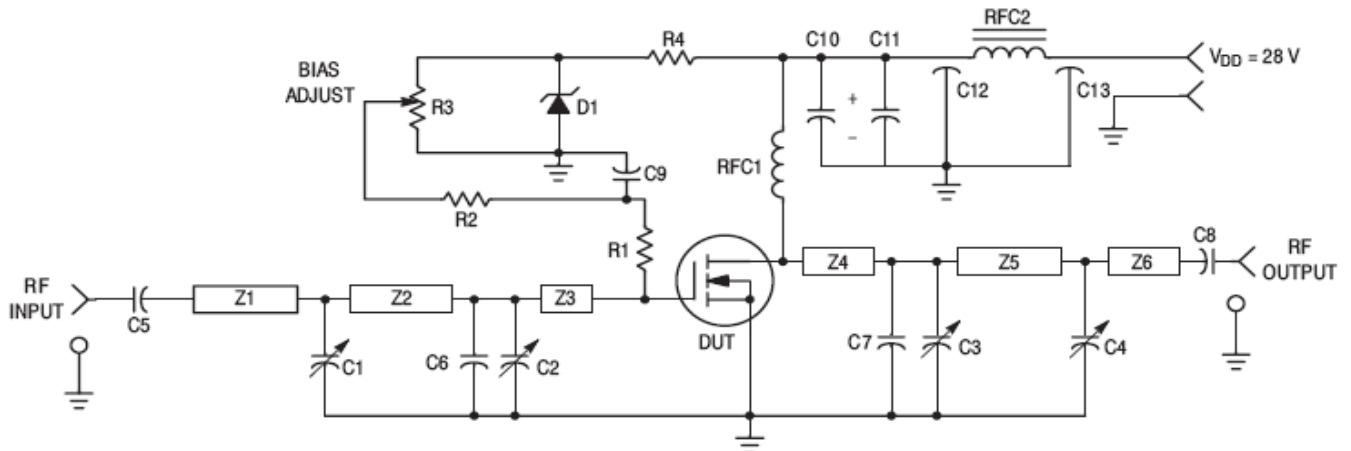 RFC2
C10
C11
R4
V_DD = 28 V
BIAS
ADJUST
R3
D1
C12
C13
+
–
RFC1
C9
R2
R1
C8
RF
OUTPUT
Z4
Z5
Z6
RF
INPUT
Z1
Z2
Z3
C5
DUT
C1
C6
C2
C7
C3
C4